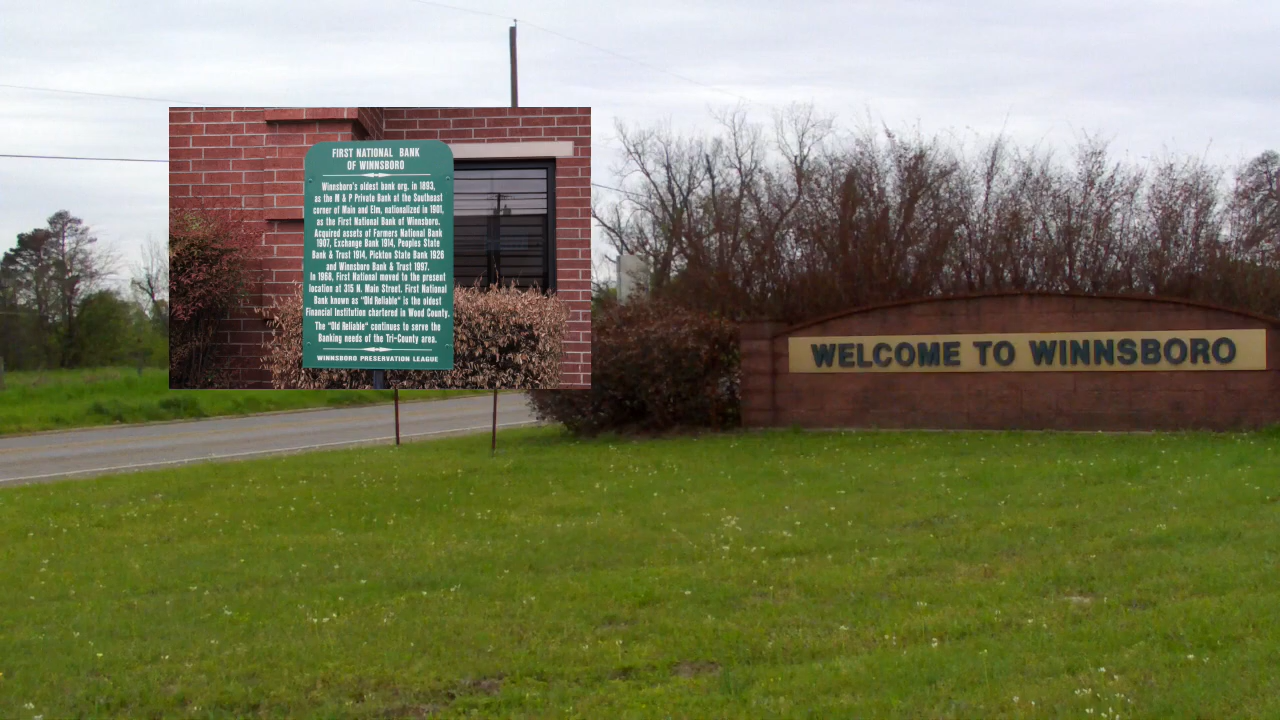 FIRST NATIONAL BANK
OF WINNSBORO
Winnsboro's oldest bank org. in 1893,
as the M & P Private Bank at the Southeast
corner of Main and Elm, nationalized in 1901,
as the First National Bank of Winnsboro.
Acquired assets of Farmers National Bank
1907, Exchange Bank 1914, Peoples State
Bank & Trust 1914, Pickton State Bank 1926
and Winnsboro Bank & Trust 1997.
In 1968, First National moved to the present
location at 315 N. Main Street. First National
Bank known as "Old Reliable" is the oldest
Financial Institution chartered in Wood County.
The "Old Reliable" continues to serve the
Banking needs of the Tri-County area.
WINNSBORO PRESERVATION LEAGUE
WELCOME TO WINNSBORO